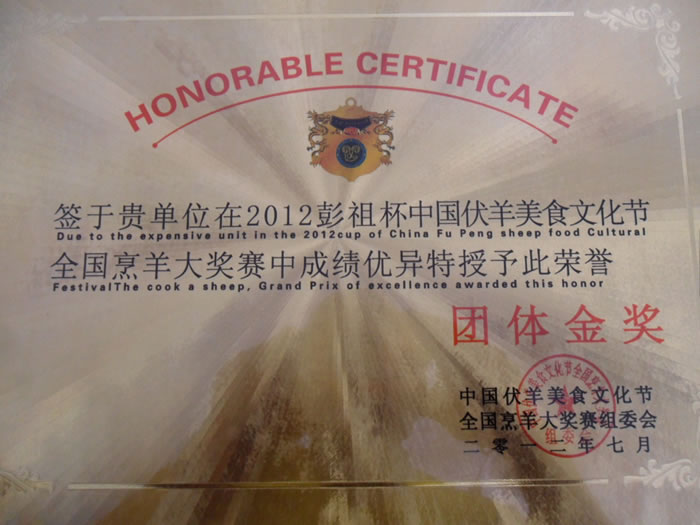 HONORABLE CERTIFICATE
签于贵单位在2012彭祖杯中国伏羊美食文化节
Due to the expensive unit in the 2012cup of China Fu Peng sheep food Cultural
全国烹羊大奖赛中成绩优异特授予此荣誉
FestivalThe cook a sheep, Grand Prix of excellence awarded this honor
团体金奖
中国伏羊美食文化节
全国烹羊大奖赛组委会
二零一二年七月